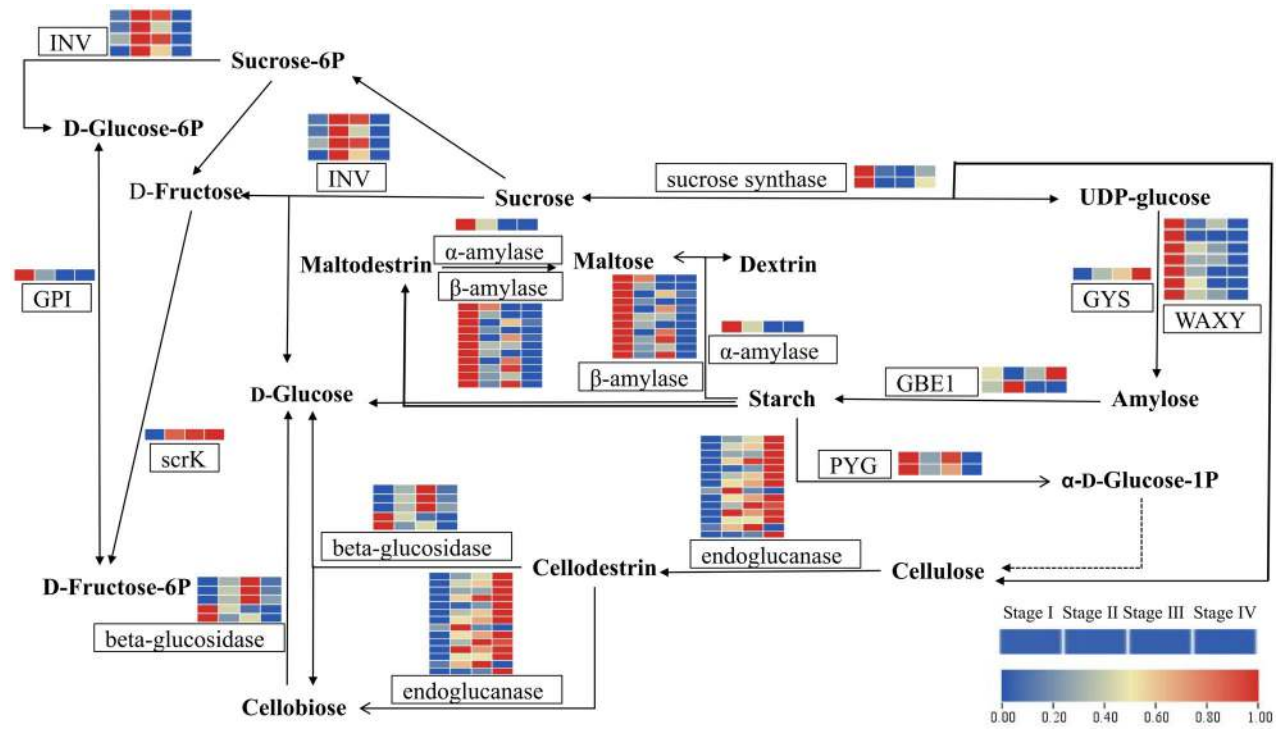 INV
Sucrose-6P
D-Glucose-6P
INV
D-Fructose
Sucrose
sucrose synthase
UDP-glucose
α-amylase
Maltodestrin
Maltose
Dextrin
β-amylase
GPI
GYS
WAXY
α-amylase
β-amylase
D-Glucose
Starch
GBE1
Amylose
scrK
PYG
α-D-Glucose-1P
beta-glucosidase
endoglucanase
Cellodestrin
Cellulose
D-Fructose-6P
beta-glucosidase
endoglucanase
Cellobiose
Stage I Stage II Stage III Stage IV
0.00 0.20 0.40 0.60 0.80 1.00